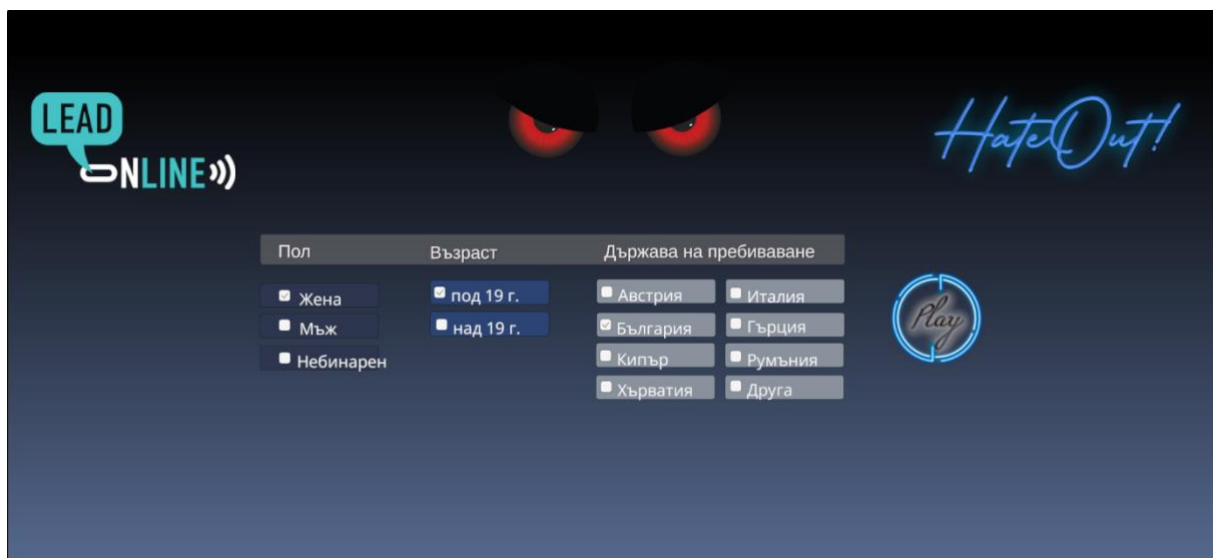 LEAD
ONLINE
HateOut!
Пол Възраст Държава на пребиваване
Жена под 19 г. Австрия Италия
Мъж над 19 г. България Гърция
Небинарен Кипър Румъния
Хърватия Друга
Play